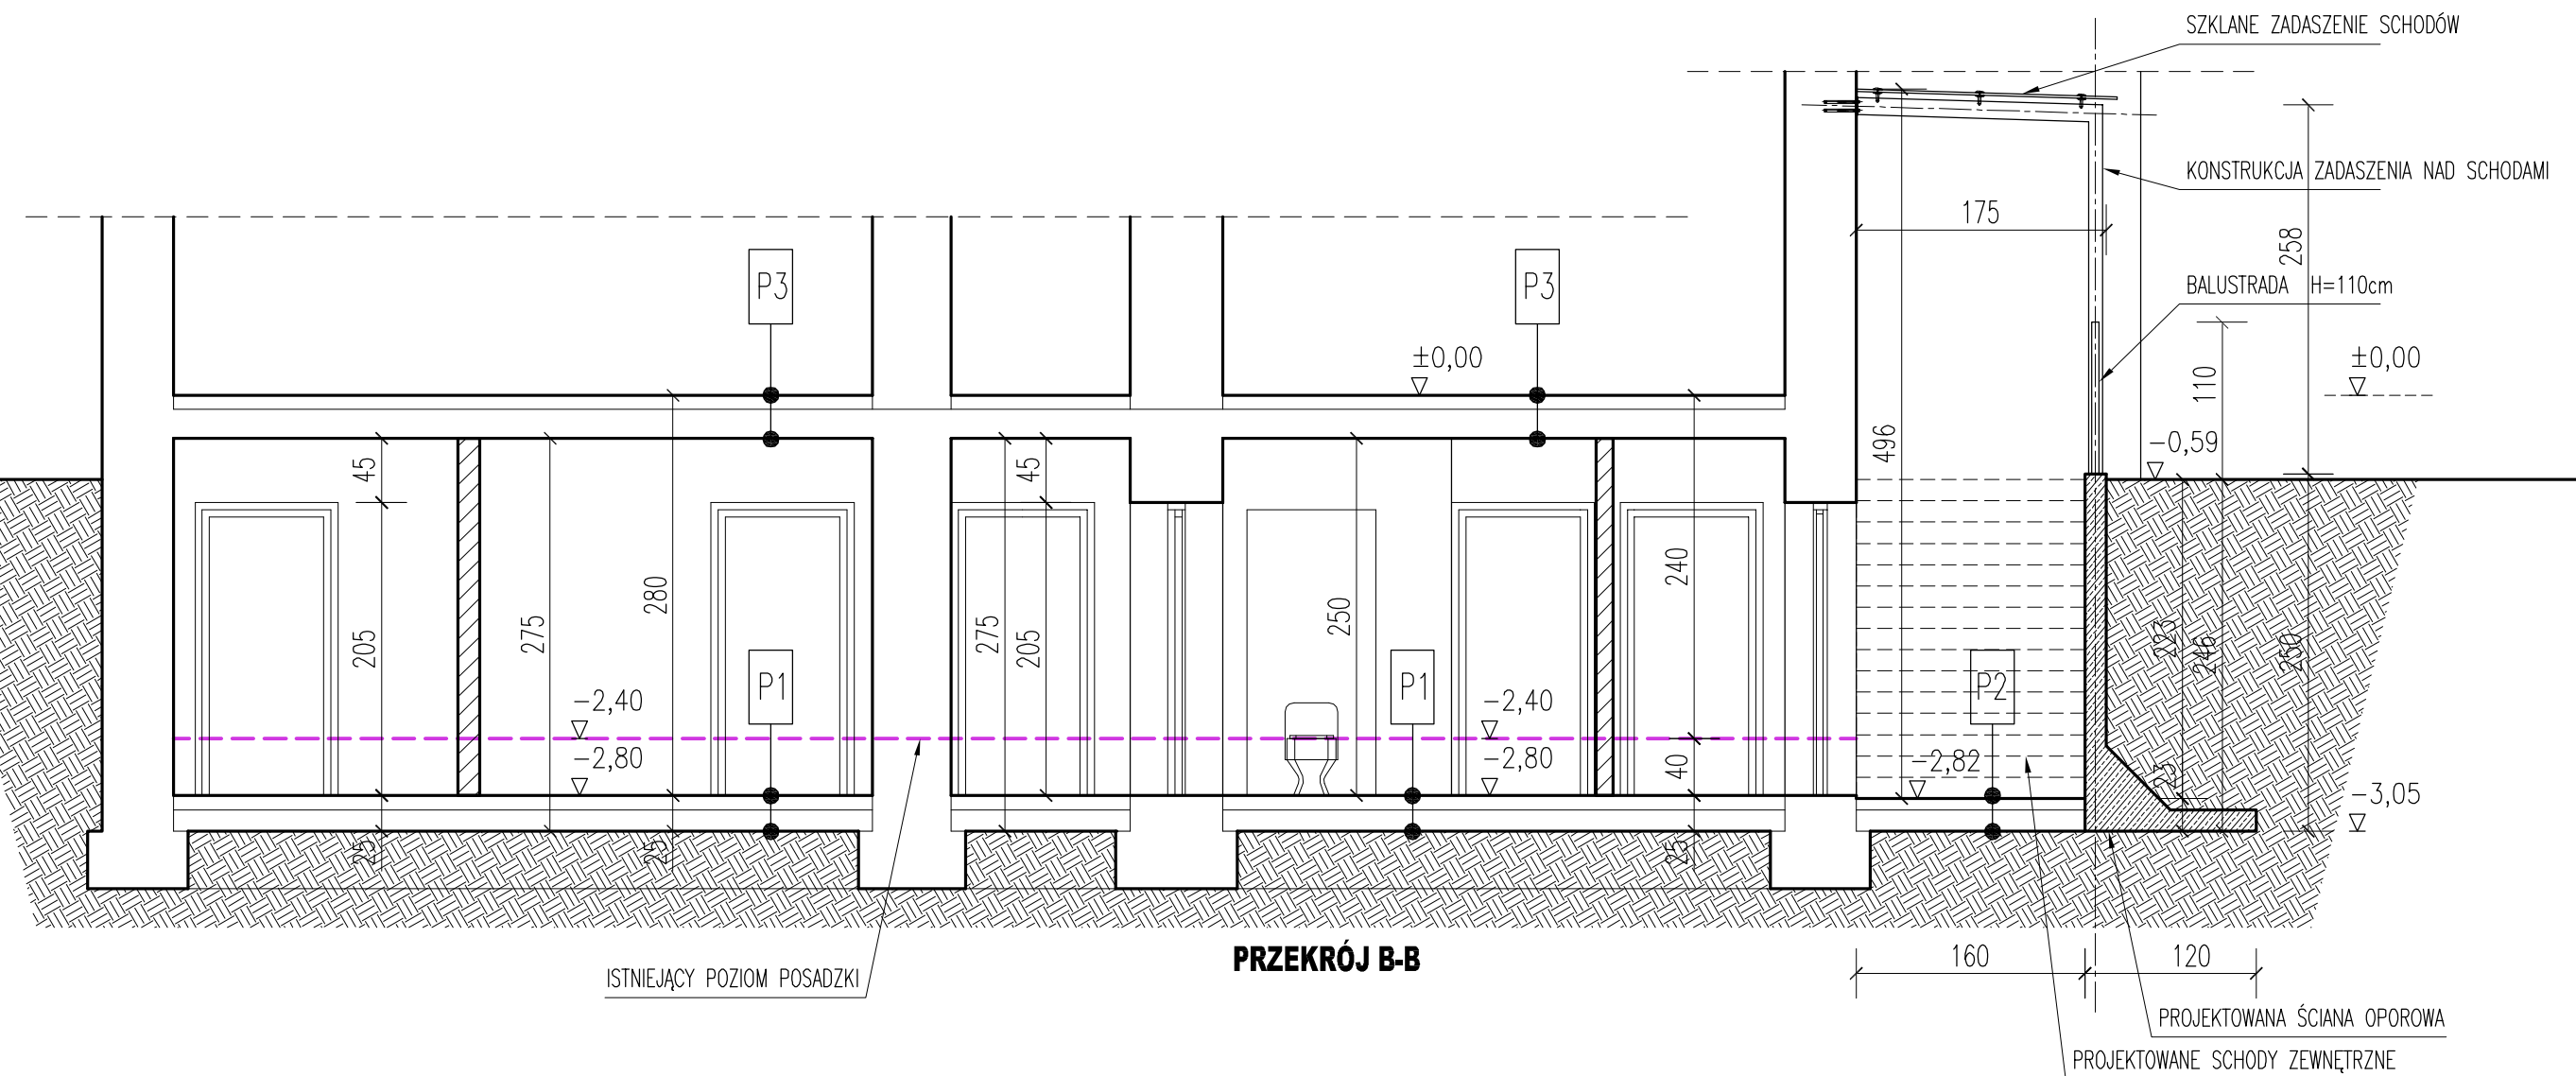 SZKLANE ZADASZENIE SCHODÓW
KONSTRUKCJA ZADASZENIA NAD SCHODAMI
175
258
P3
P3
BALUSTRADA H=110cm
±0,00
±0,00
110
496
-0,59
45
45
280
275
205
275
205
250
240
223
246
250
P1
P1
P2
-2,40
-2,40
-2,80
-2,80
40
-2,82
23
-3,05
25
25
25
PRZEKRÓJ B-B
160
120
ISTNIEJĄCY POZIOM POSADZKI
PROJEKTOWANA ŚCIANA OPOROWA
PROJEKTOWANE SCHODY ZEWNĘTRZNE